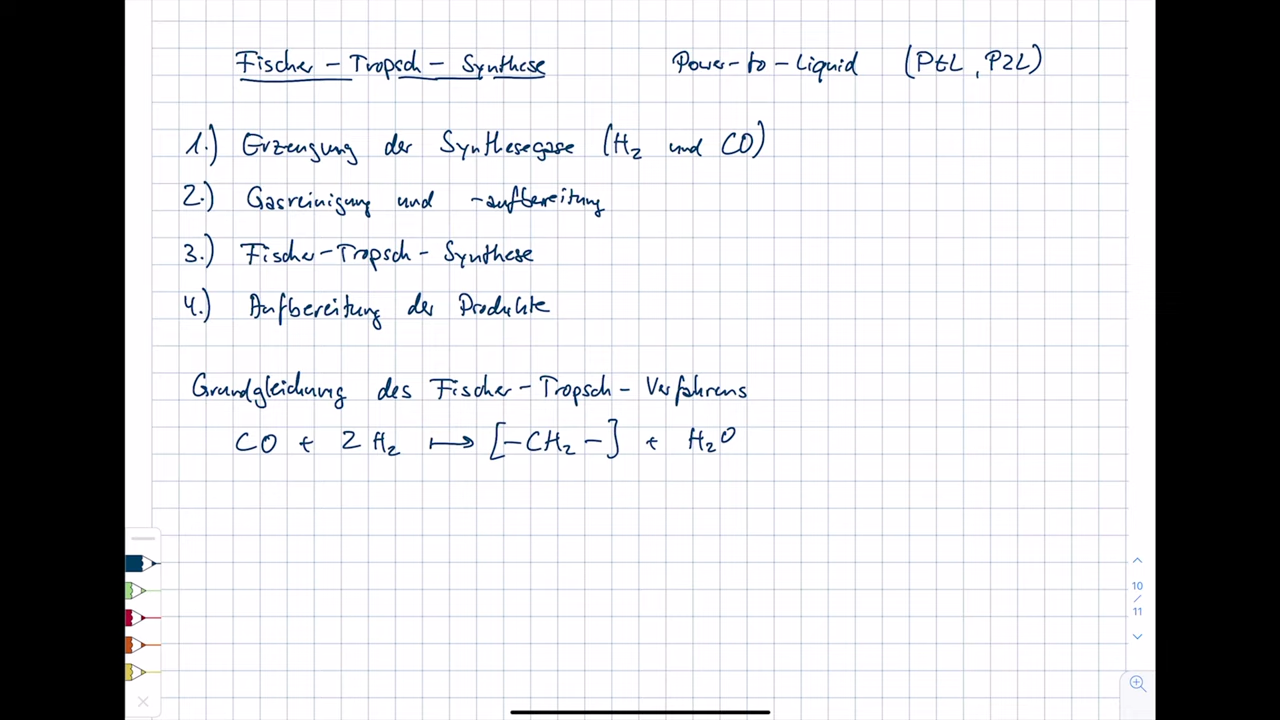 Fischer-Tropsch-Synthese Power-to-Liquid (PtL, P2L)
1.) Erzeugung der Synthesegase (H₂ und CO)
2.) Gasreinigung und -aufbereitung
3.) Fischer-Tropsch-Synthese
4.) Aufbereitung der Produkte
Grundgleichung des Fischer-Tropsch-Verfahrens
CO + 2 H₂ ↦ [-CH₂-] + H₂O
10
/
11